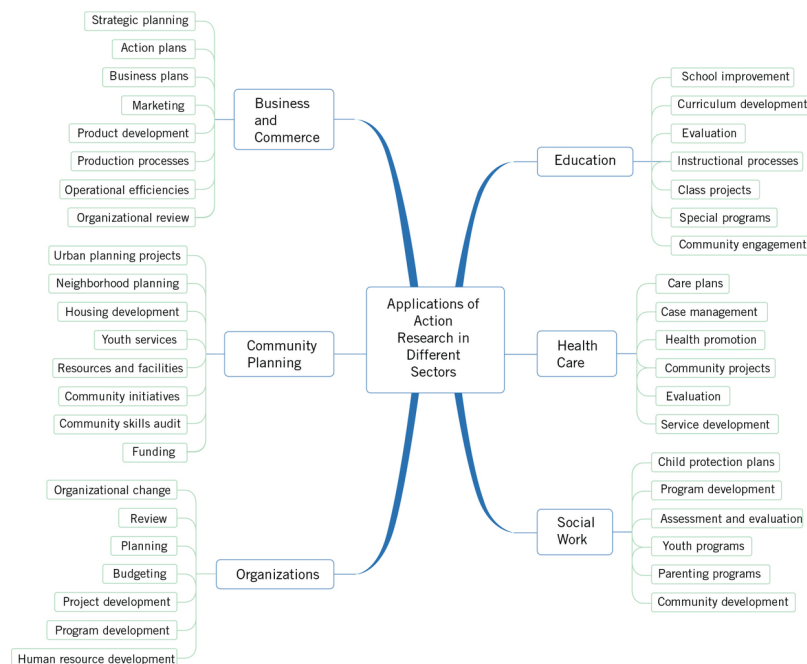 Strategic planning
Action plans
Business plans
Marketing
Product development
Production processes
Operational efficiencies
Organizational review
Business
and
Commerce
Urban planning projects
Neighborhood planning
Housing development
Youth services
Resources and facilities
Community initiatives
Community skills audit
Funding
Community
Planning
Organizational change
Review
Planning
Budgeting
Project development
Program development
Human resource development
Organizations
Applications of
Action
Research in
Different
Sectors
Education
School improvement
Curriculum development
Evaluation
Instructional processes
Class projects
Special programs
Community engagement
Health
Care
Care plans
Case management
Health promotion
Community projects
Evaluation
Service development
Social
Work
Child protection plans
Program development
Assessment and evaluation
Youth programs
Parenting programs
Community development